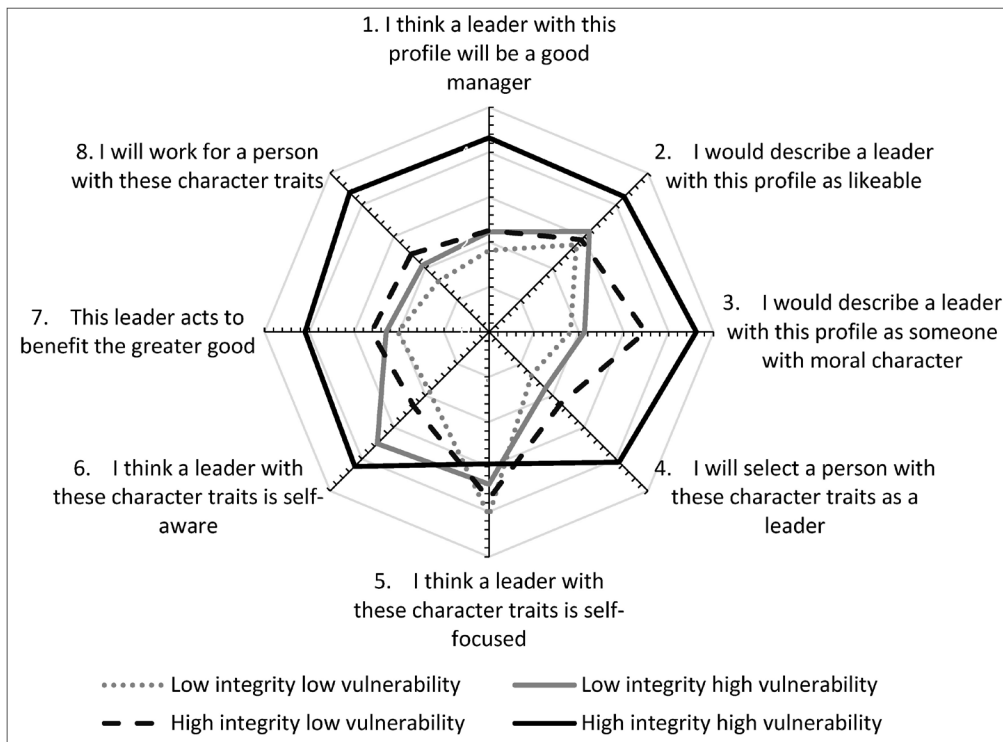 1. I think a leader with this
profile will be a good
manager
2. I would describe a leader
with this profile as likeable
3. I would describe a leader
with this profile as someone
with moral character
4. I will select a person with
these character traits as a
leader
5. I think a leader with
these character traits is self-
focused
6. I think a leader with
these character traits is self-
aware
7. This leader acts to
benefit the greater good
8. I will work for a person
with these character traits
Low integrity low vulnerability
Low integrity high vulnerability
High integrity low vulnerability
High integrity high vulnerability